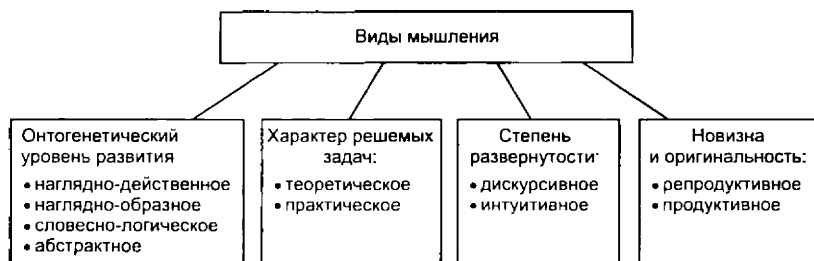 Виды мышления
Онтогенетический
уровень развития
• наглядно-действенное
• наглядно-образное
• словесно-логическое
• абстрактное
Характер решемых
задач:
• теоретическое
• практическое
Степень
развернутости:
• дискурсивное
• интуитивное
Новизна
и оригинальность:
• репродуктивное
• продуктивное